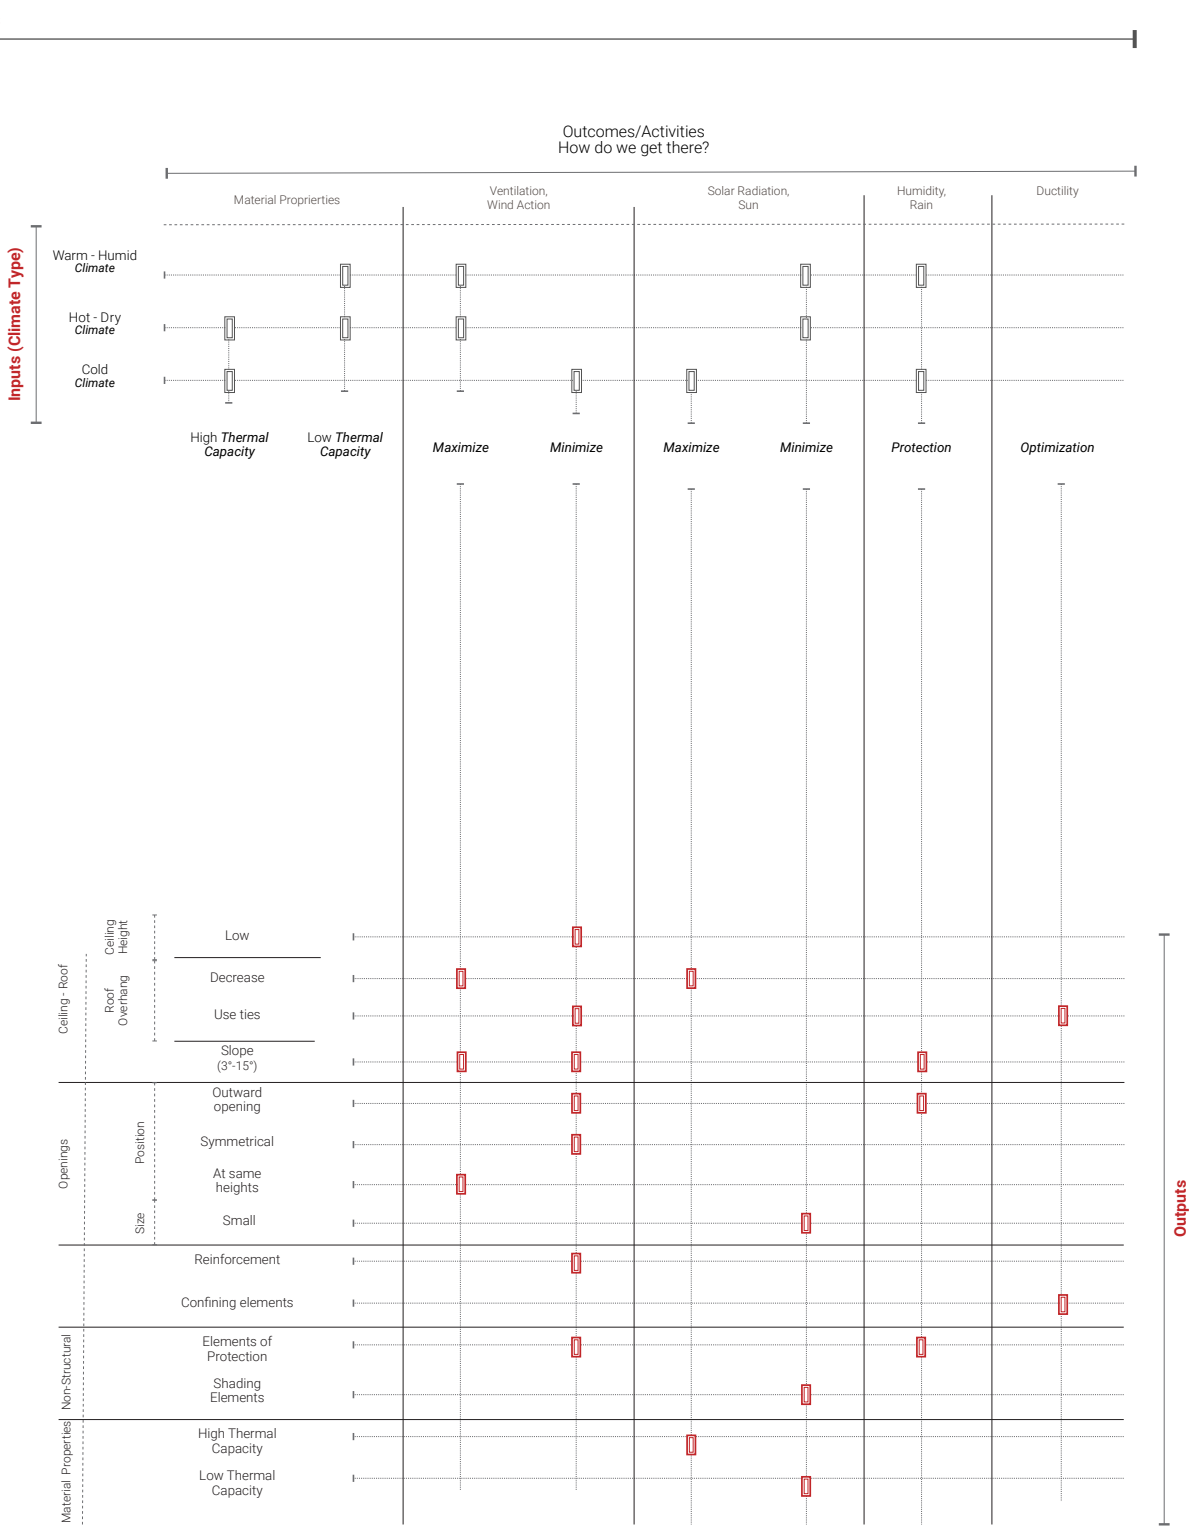 Outcomes/Activities
How do we get there?
Material Proprierties
Ventilation,
Wind Action
Solar Radiation,
Sun
Humidity,
Rain
Ductility
Inputs (Climate Type)
Warm - Humid
Climate
Hot - Dry
Climate
Cold
Climate
High Thermal
Capacity
Low Thermal
Capacity
Maximize
Minimize
Maximize
Minimize
Protection
Optimization
Ceiling - Roof
Ceiling
Height
Low
Roof
Overhang
Decrease
Use ties
Slope
(3°-15°)
Openings
Position
Outward
opening
Symmetrical
At same
heights
Size
Small
Reinforcement
Confining elements
Non-Structural
Elements of
Protection
Shading
Elements
Material Properties
High Thermal
Capacity
Low Thermal
Capacity
Outputs